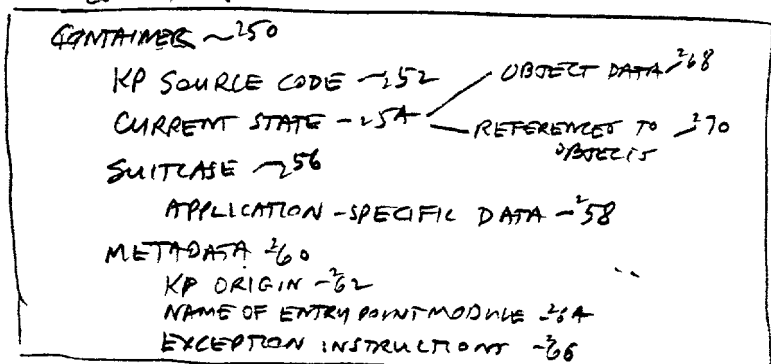 CONTAINER ~ 250
KP SOURCE CODE ~ 252
CURRENT STATE ~ 254
OBJECT DATA 268
REFERENCES TO OBJECTS 270
SUITCASE ~ 256
APPLICATION-SPECIFIC DATA ~ 258
METADATA 260
KP ORIGIN ~ 262
NAME OF ENTRY POINT MODULE 264
EXCEPTION INSTRUCTIONS ~ 266